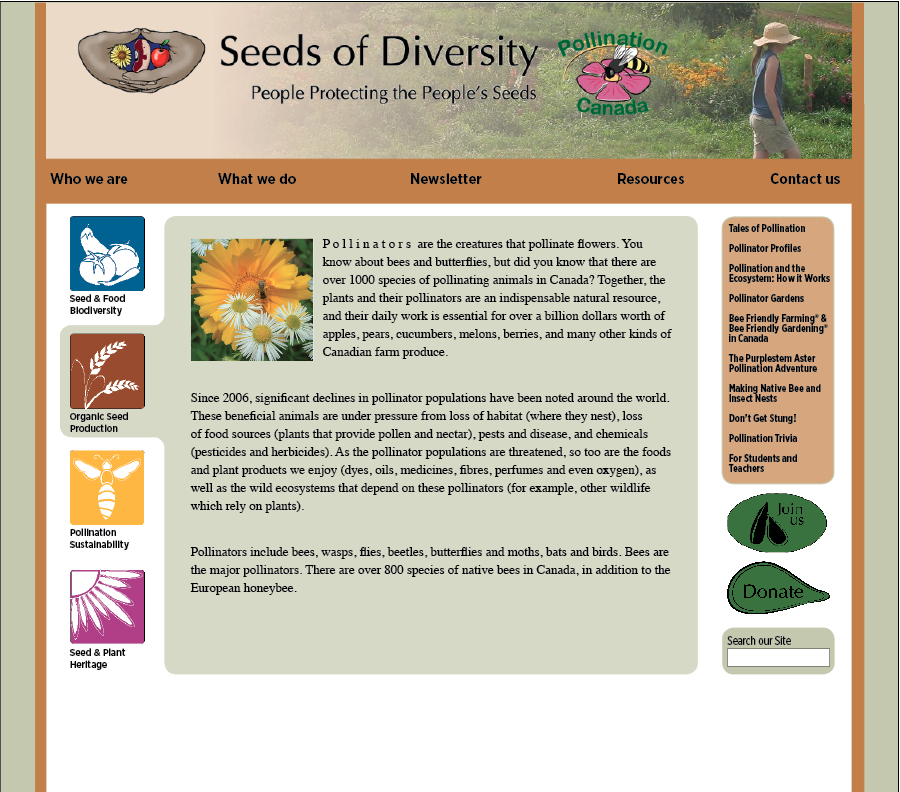 Seeds of Diversity
People Protecting the People's Seeds
Pollination
Canada
Who we are
What we do
Newsletter
Resources
Contact us
Seed & Food
Biodiversity
Organic Seed
Production
Pollination
Sustainability
Seed & Plant
Heritage
Pollinators are the creatures that pollinate flowers. You
know about bees and butterflies, but did you know that there are
over 1000 species of pollinating animals in Canada? Together, the
plants and their pollinators are an indispensable natural resource,
and their daily work is essential for over a billion dollars worth of
apples, pears, cucumbers, melons, berries, and many other kinds of
Canadian farm produce.
Since 2006, significant declines in pollinator populations have been noted around the world.
These beneficial animals are under pressure from loss of habitat (where they nest), loss
of food sources (plants that provide pollen and nectar), pests and disease, and chemicals
(pesticides and herbicides). As the pollinator populations are threatened, so too are the foods
and plant products we enjoy (dyes, oils, medicines, fibres, perfumes and even oxygen), as
well as the wild ecosystems that depend on these pollinators (for example, other wildlife
which rely on plants).
Pollinators include bees, wasps, flies, beetles, butterflies and moths, bats and birds. Bees are
the major pollinators. There are over 800 species of native bees in Canada, in addition to the
European honeybee.
Tales of Pollination
Pollinator Profiles
Pollination and the
Ecosystem: How it Works
Pollinator Gardens
Bee Friendly Farming® &
Bee Friendly Gardening®
in Canada
The Purplestem Aster
Pollination Adventure
Making Native Bee and
Insect Nests
Don't Get Stung!
Pollination Trivia
For Students and
Teachers
Join
us
Donate
Search our Site